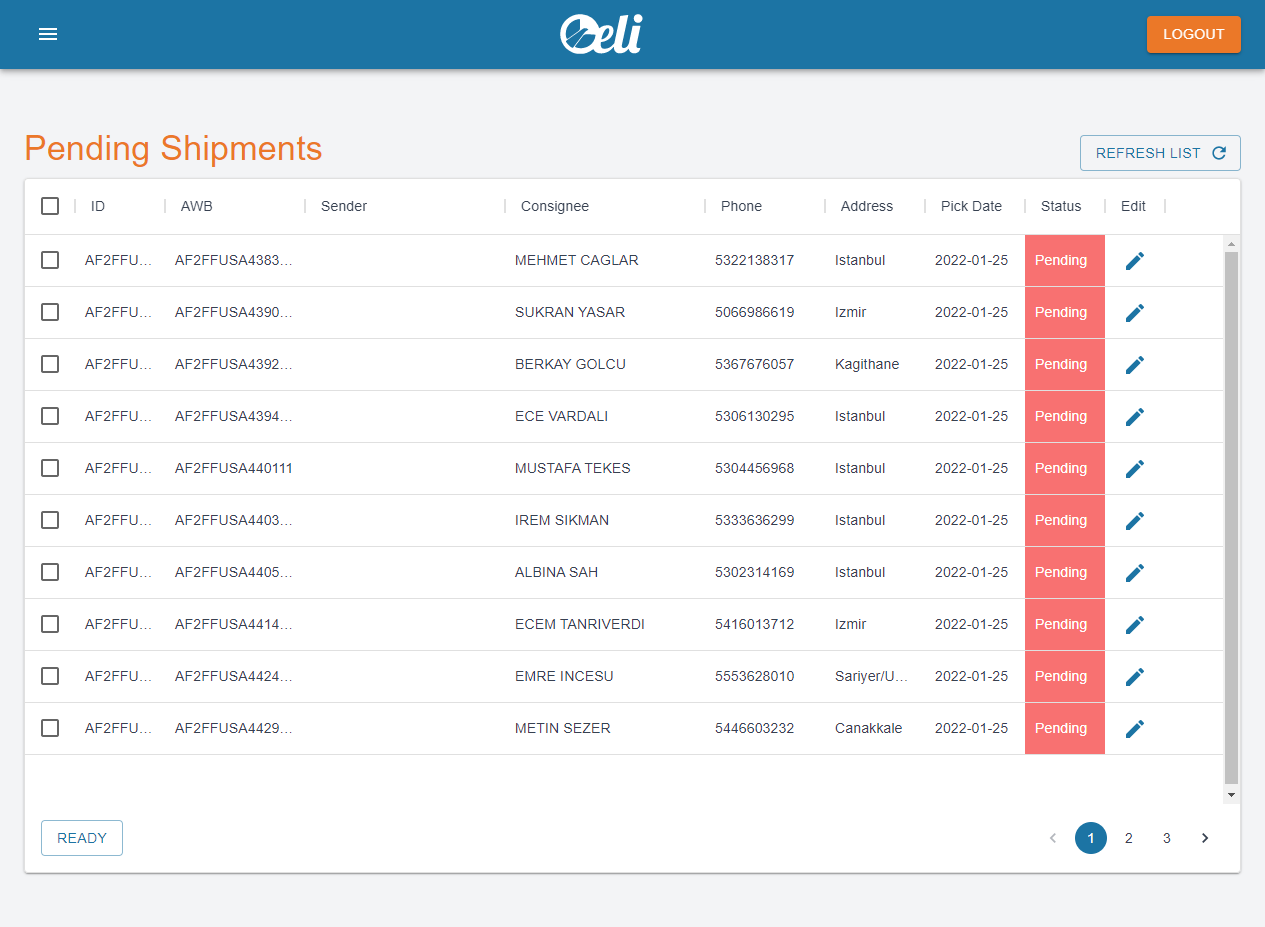 eli
LOGOUT
Pending Shipments
REFRESH LIST
ID AWB Sender Consignee Phone Address Pick Date Status Edit
AF2FFU... AF2FFUSA4383... MEHMET CAGLAR 5322138317 Istanbul 2022-01-25 Pending
AF2FFU... AF2FFUSA4390... SUKRAN YASAR 5066986619 Izmir 2022-01-25 Pending
AF2FFU... AF2FFUSA4392... BERKAY GOLCU 5367676057 Kagithane 2022-01-25 Pending
AF2FFU... AF2FFUSA4394... ECE VARDALI 5306130295 Istanbul 2022-01-25 Pending
AF2FFU... AF2FFUSA440111 MUSTAFA TEKES 5304456968 Istanbul 2022-01-25 Pending
AF2FFU... AF2FFUSA4403... IREM SIKMAN 5333636299 Istanbul 2022-01-25 Pending
AF2FFU... AF2FFUSA4405... ALBINA SAH 5302314169 Istanbul 2022-01-25 Pending
AF2FFU... AF2FFUSA4414... ECEM TANRIVERDI 5416013712 Izmir 2022-01-25 Pending
AF2FFU... AF2FFUSA4424... EMRE INCESU 5553628010 Sariyer/U... 2022-01-25 Pending
AF2FFU... AF2FFUSA4429... METIN SEZER 5446603232 Canakkale 2022-01-25 Pending
READY
1 2 3